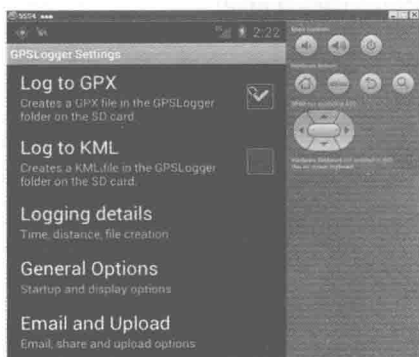 5554
2:22
GPSLogger Settings
Log to GPX
Creates a GPX file in the GPSLogger
folder on the SD card.
Log to KML
Creates a KML file in the GPSLogger
folder on the SD card.
Logging details
Time, distance, file creation
General Options
Startup and display options
Email and Upload
Email, share and upload options
MENU